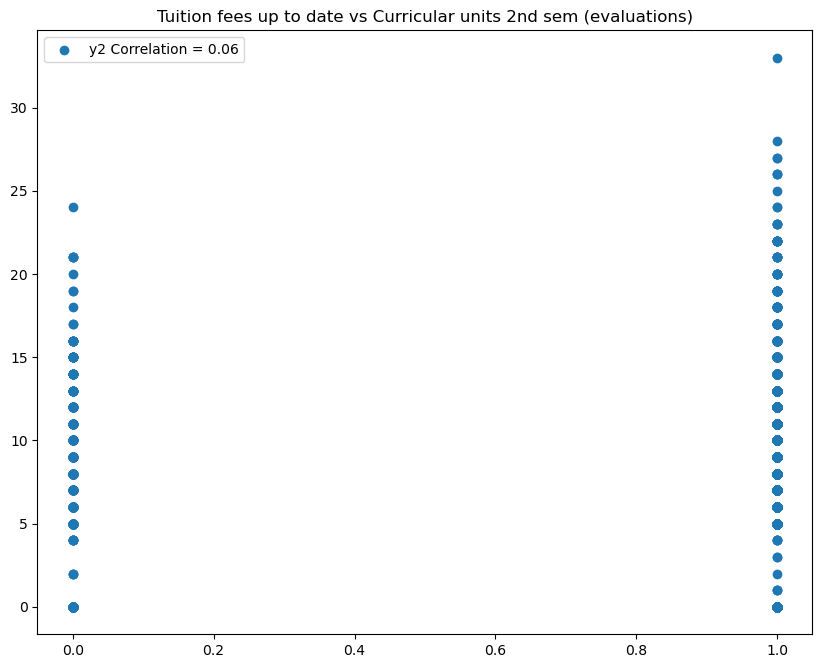 Tuition fees up to date vs Curricular units 2nd sem (evaluations)
y2 Correlation = 0.06
30
25
20
15
10
5
0
0.0 0.2 0.4 0.6 0.8 1.0